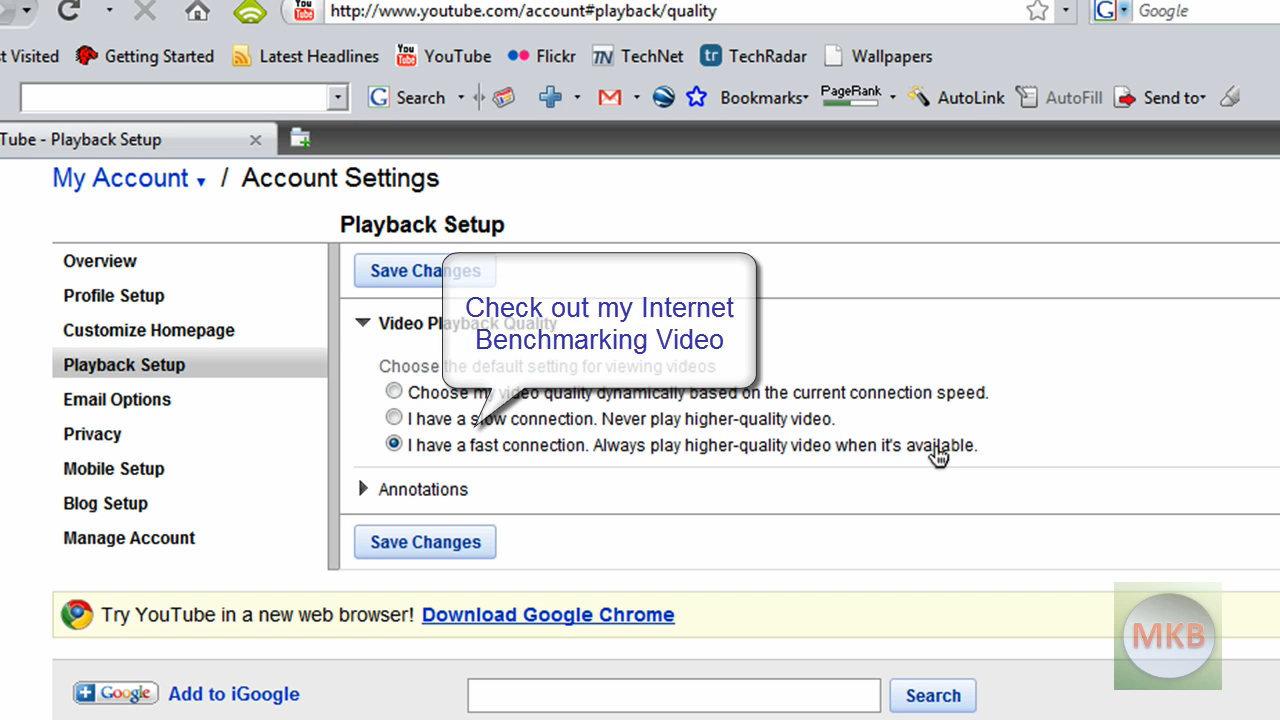 You Tube http://www.youtube.com/account#playback/quality G Google
t Visited Getting Started Latest Headlines You Tube YouTube Flickr TN TechNet tr TechRadar Wallpapers
G Search Bookmarks PageRank AutoLink AutoFill Send to
Tube - Playback Setup
My Account / Account Settings
Playback Setup
Overview
Profile Setup
Customize Homepage
Playback Setup
Email Options
Privacy
Mobile Setup
Blog Setup
Manage Account
Save Changes
Check out my Internet
Benchmarking Video
Video Playback Quality
Choose the default setting for viewing videos
Choose my video quality dynamically based on the current connection speed.
I have a slow connection. Never play higher-quality video.
I have a fast connection. Always play higher-quality video when it's available.
Annotations
Save Changes
Try YouTube in a new web browser! Download Google Chrome
MKB
Google Add to iGoogle Search